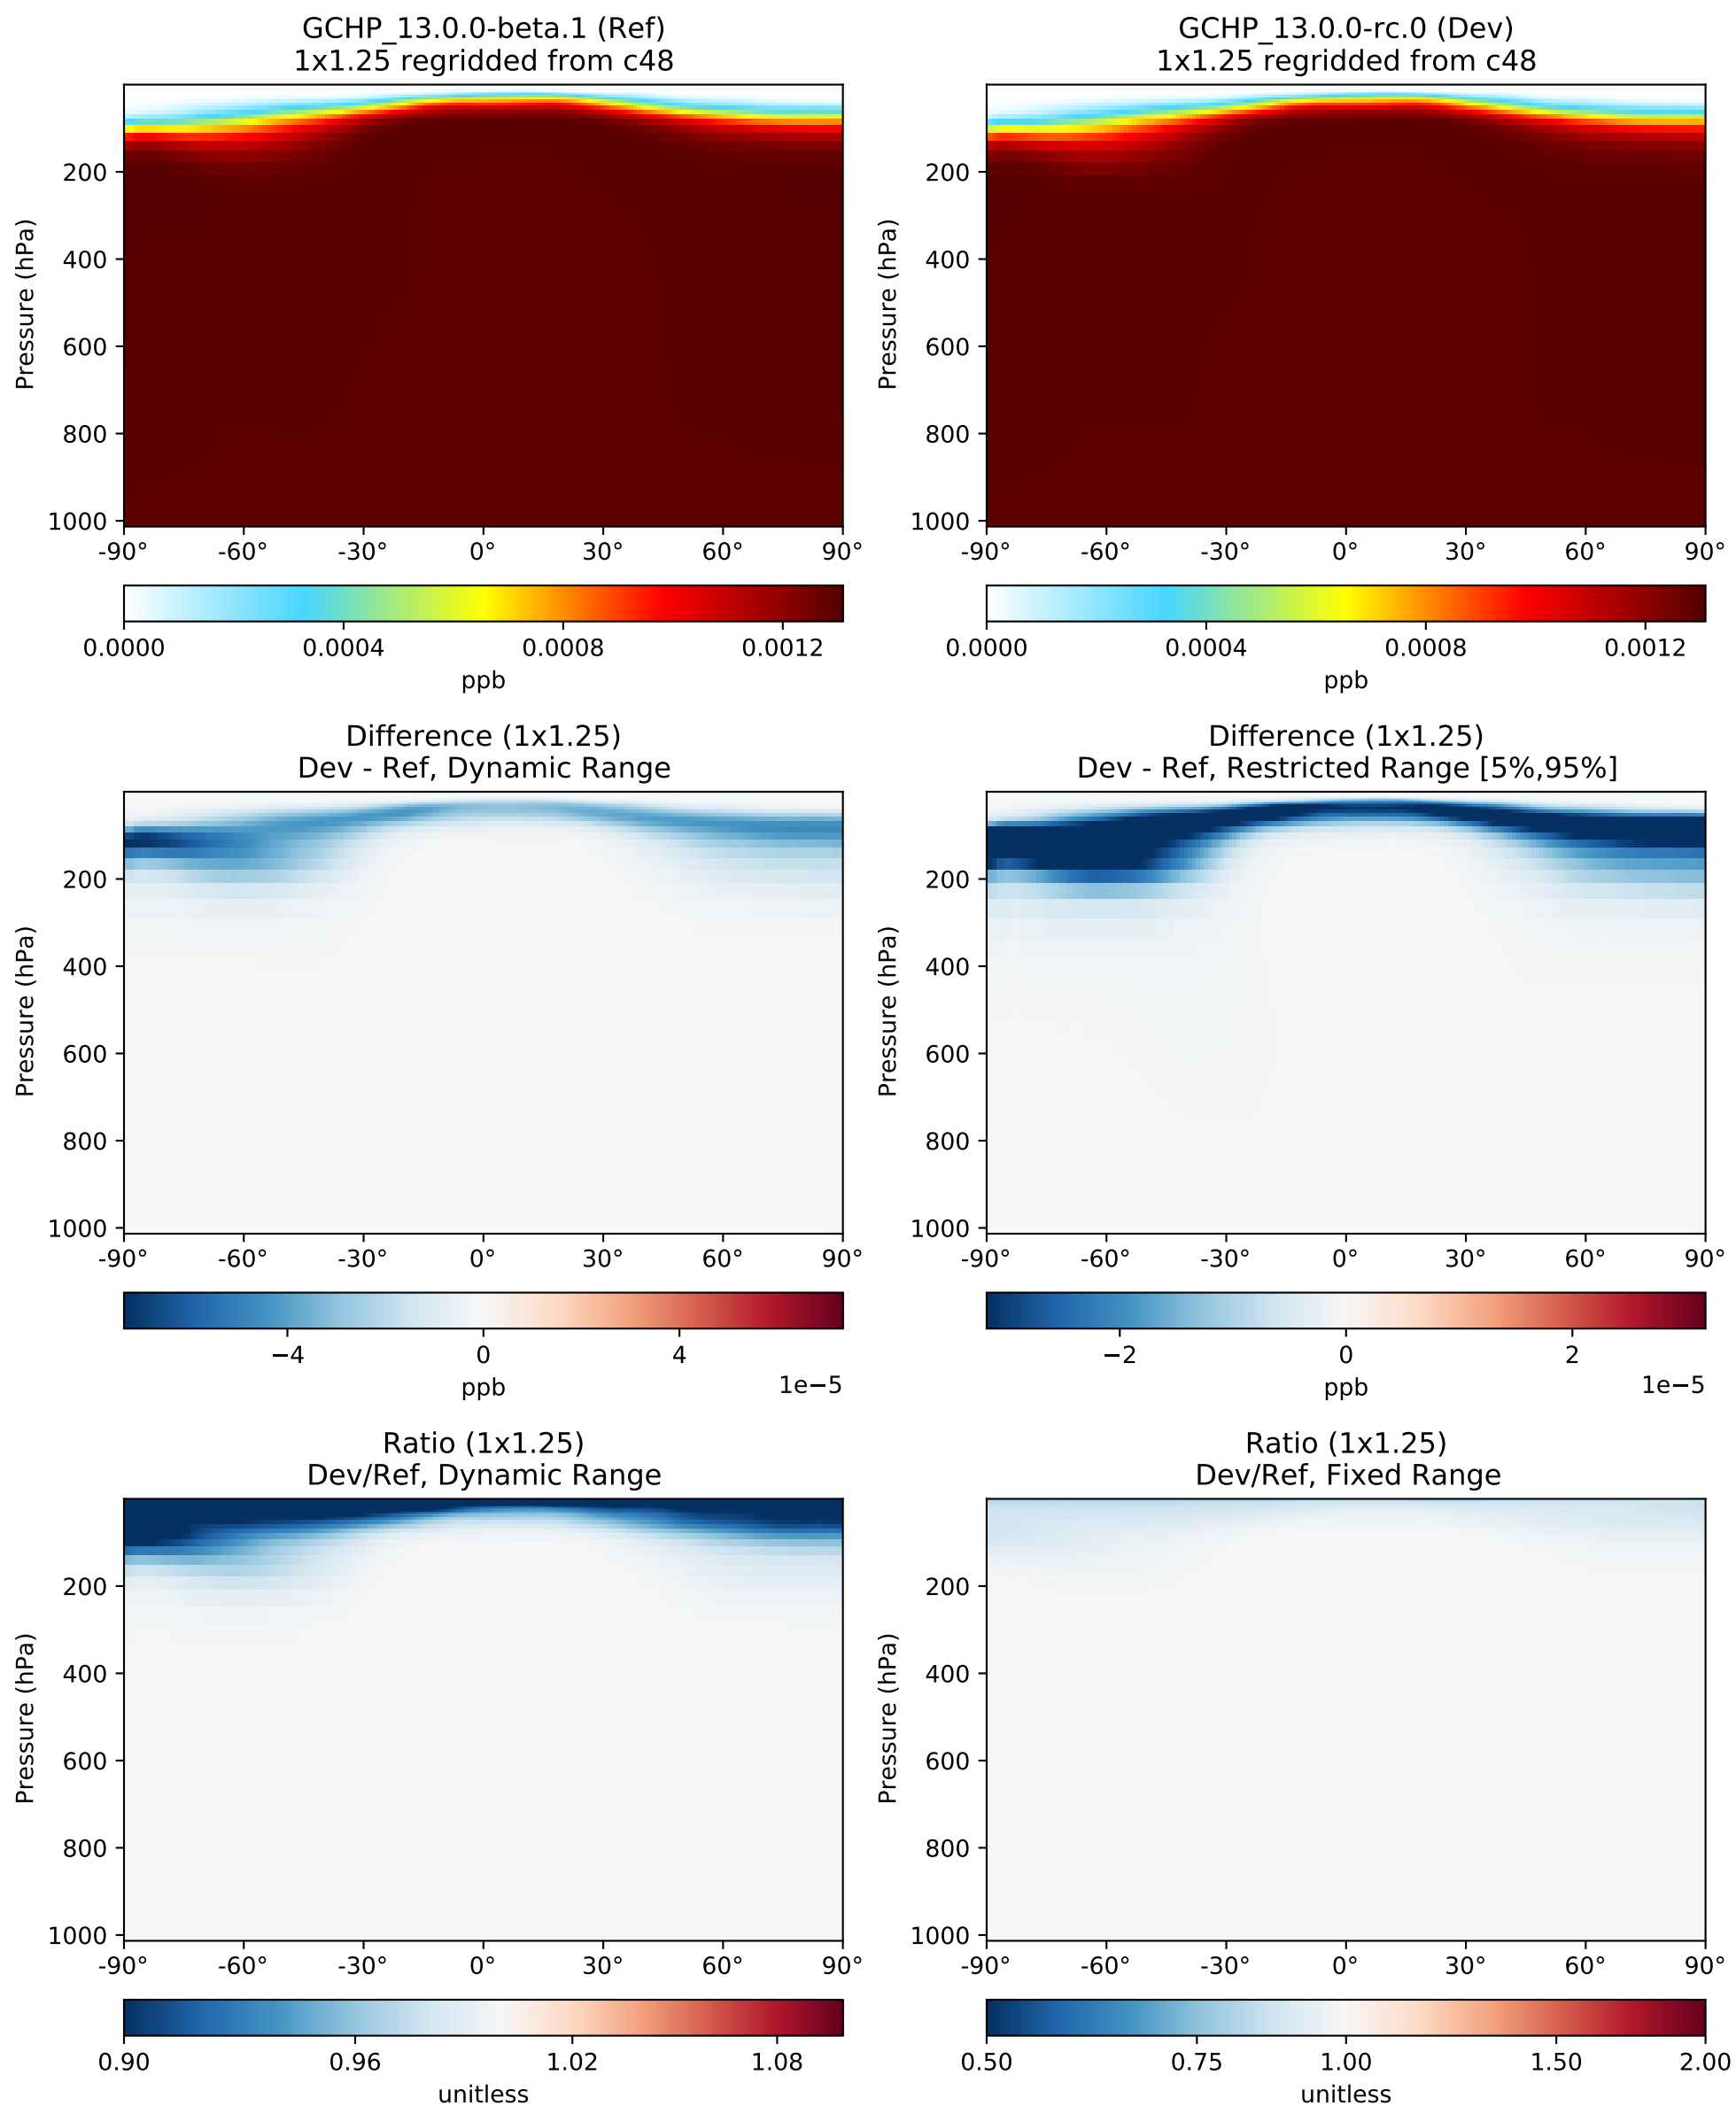 GCHP_13.0.0-beta.1 (Ref)
1x1.25 regridded from c48
Pressure (hPa)
200
400
600
800
1000
-90° -60° -30° 0° 30° 60° 90°
0.0000 0.0004 0.0008 0.0012
ppb
GCHP_13.0.0-rc.0 (Dev)
1x1.25 regridded from c48
Pressure (hPa)
200
400
600
800
1000
-90° -60° -30° 0° 30° 60° 90°
0.0000 0.0004 0.0008 0.0012
ppb
Difference (1x1.25)
Dev - Ref, Dynamic Range
Pressure (hPa)
200
400
600
800
1000
-90° -60° -30° 0° 30° 60° 90°
−4 0 4
ppb 1e−5
Difference (1x1.25)
Dev - Ref, Restricted Range [5%,95%]
Pressure (hPa)
200
400
600
800
1000
-90° -60° -30° 0° 30° 60° 90°
−2 0 2
ppb 1e−5
Ratio (1x1.25)
Dev/Ref, Dynamic Range
Pressure (hPa)
200
400
600
800
1000
-90° -60° -30° 0° 30° 60° 90°
0.90 0.96 1.02 1.08
unitless
Ratio (1x1.25)
Dev/Ref, Fixed Range
Pressure (hPa)
200
400
600
800
1000
-90° -60° -30° 0° 30° 60° 90°
0.50 0.75 1.00 1.50 2.00
unitless